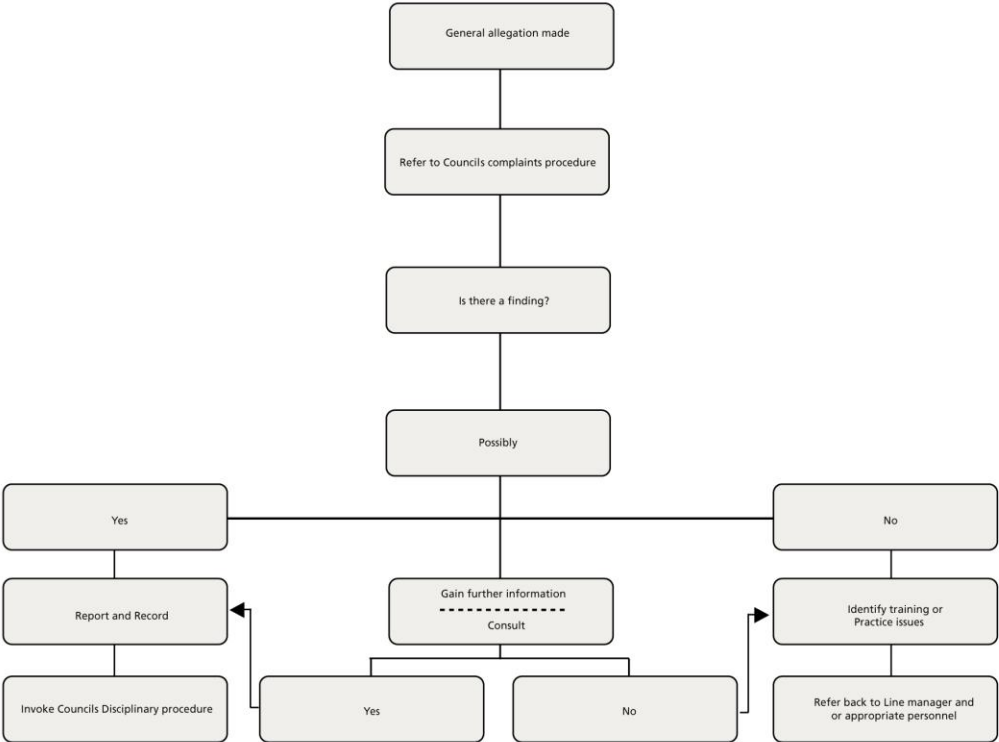 General allegation made
Refer to Councils complaints procedure
Is there a finding?
Possibly
Yes
No
Report and Record
Gain further information
Consult
Identify training or
Practice issues
Invoke Councils Disciplinary procedure
Yes
No
Refer back to Line manager and
or appropriate personnel